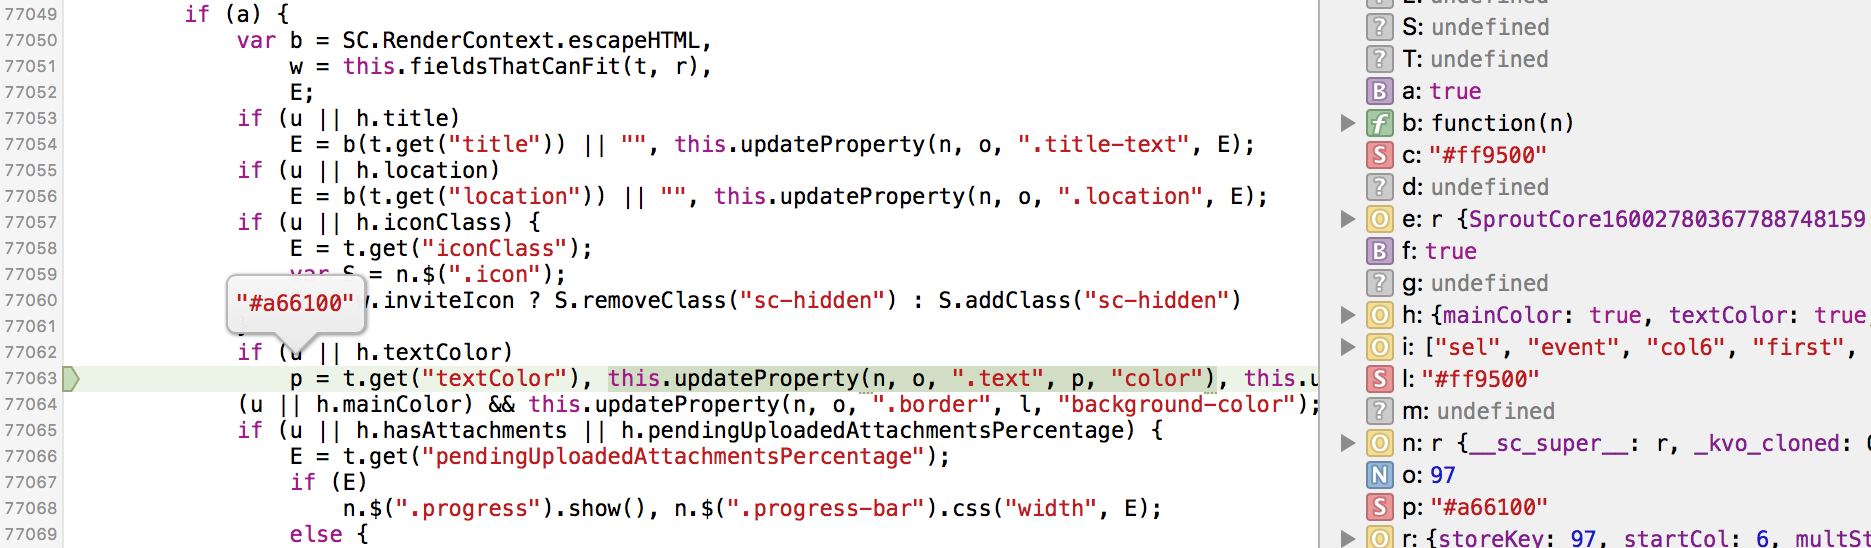 77049 if (a) {
77050 var b = SC.RenderContext.escapeHTML,
77051 w = this.fieldsThatCanFit(t, r),
77052 E;
77053 if (u || h.title)
77054 E = b(t.get("title")) || "", this.updateProperty(n, o, ".title-text", E);
77055 if (u || h.location)
77056 E = b(t.get("location")) || "", this.updateProperty(n, o, ".location", E);
77057 if (u || h.iconClass) {
77058 E = t.get("iconClass");
77059 var S = n.$(".icon");
77060 .inviteIcon ? S.removeClass("sc-hidden") : S.addClass("sc-hidden")
77061 }
"#a66100"
77062 if (u || h.textColor)
77063 p = t.get("textColor"), this.updateProperty(n, o, ".text", p, "color"), this.u
77064 (u || h.mainColor) && this.updateProperty(n, o, ".border", l, "background-color");
77065 if (u || h.hasAttachments || h.pendingUploadedAttachmentsPercentage) {
77066 E = t.get("pendingUploadedAttachmentsPercentage");
77067 if (E)
77068 n.$(".progress").show(), n.$(".progress-bar").css("width", E);
77069 else {
? S: undefined
? T: undefined
B a: true
f b: function(n)
S c: "#ff9500"
? d: undefined
O e: r {SproutCore16002780367788748159
B f: true
? g: undefined
O h: {mainColor: true, textColor: true,
O i: ["sel", "event", "col6", "first",
S l: "#ff9500"
? m: undefined
O n: r {__sc_super__: r, _kvo_cloned:
N o: 97
S p: "#a66100"
O r: {storeKey: 97, startCol: 6, multSt